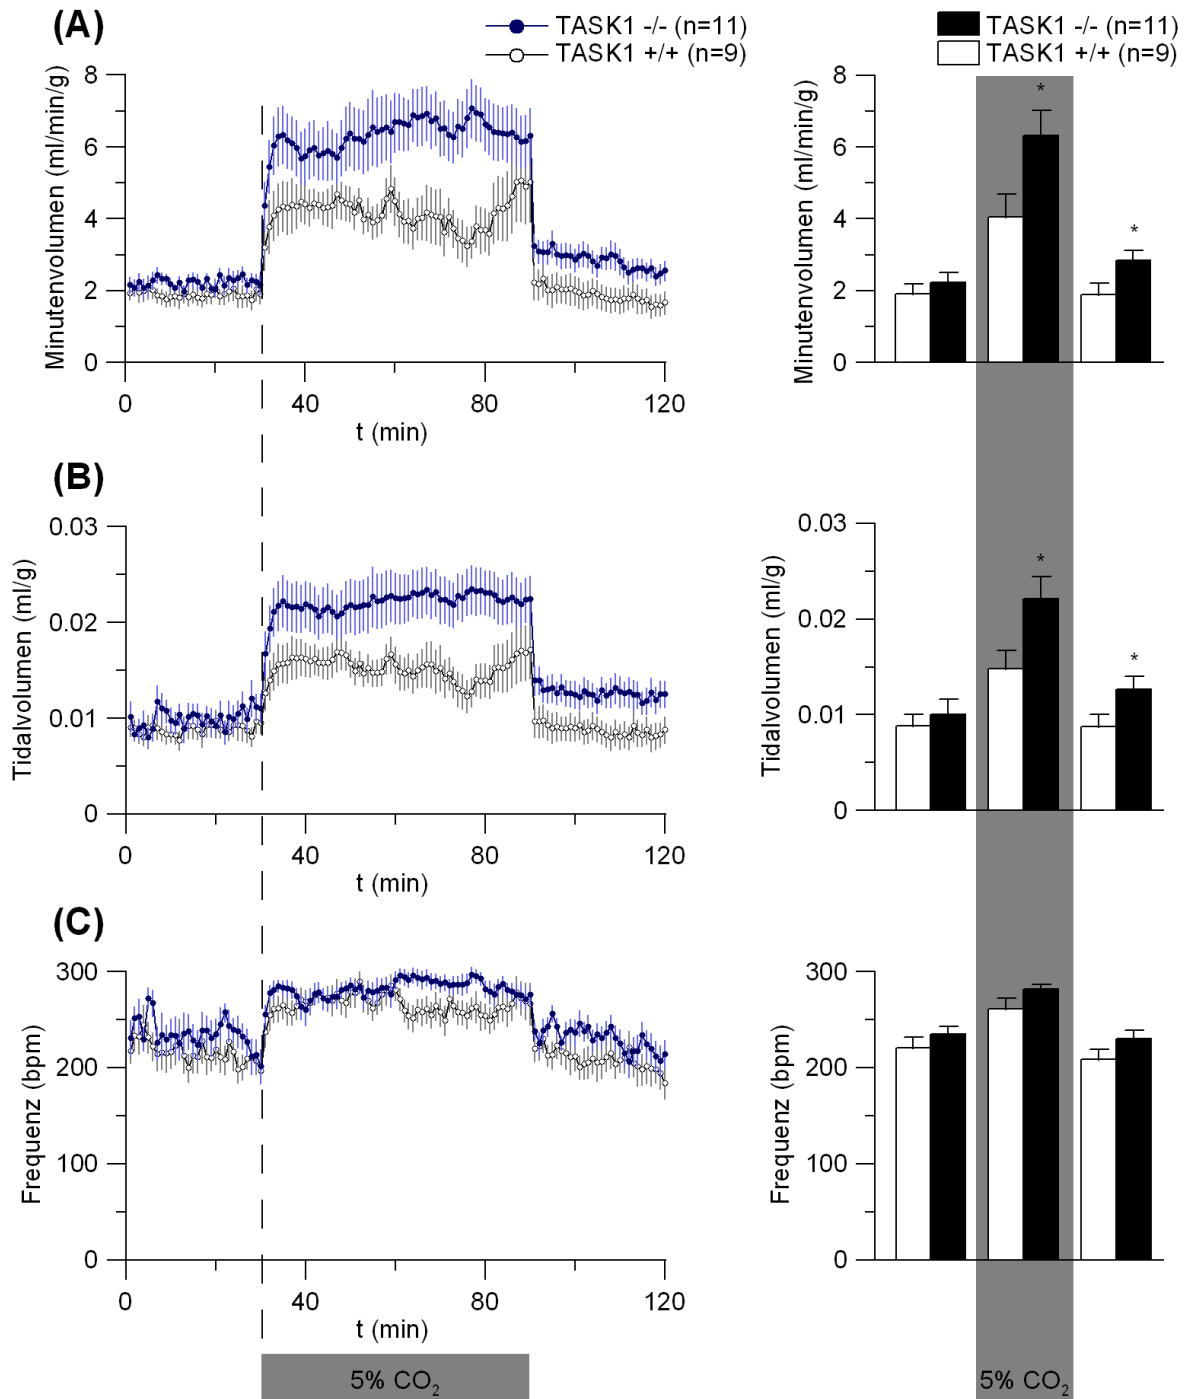 (A)
TASK1 -/- (n=11)
TASK1 +/+ (n=9)
TASK1 -/- (n=11)
TASK1 +/+ (n=9)
Minutenvolumen (ml/min/g)
8
6
4
2
0
0
40
80
120
t (min)
Minutenvolumen (ml/min/g)
8
6
4
2
0
*
*
(B)
Tidalvolumen (ml/g)
0.03
0.02
0.01
0
0
40
80
120
t (min)
Tidalvolumen (ml/g)
0.03
0.02
0.01
0
*
*
(C)
Frequenz (bpm)
300
200
100
0
0
40
80
120
t (min)
Frequenz (bpm)
300
200
100
0
5% CO₂
5% CO₂